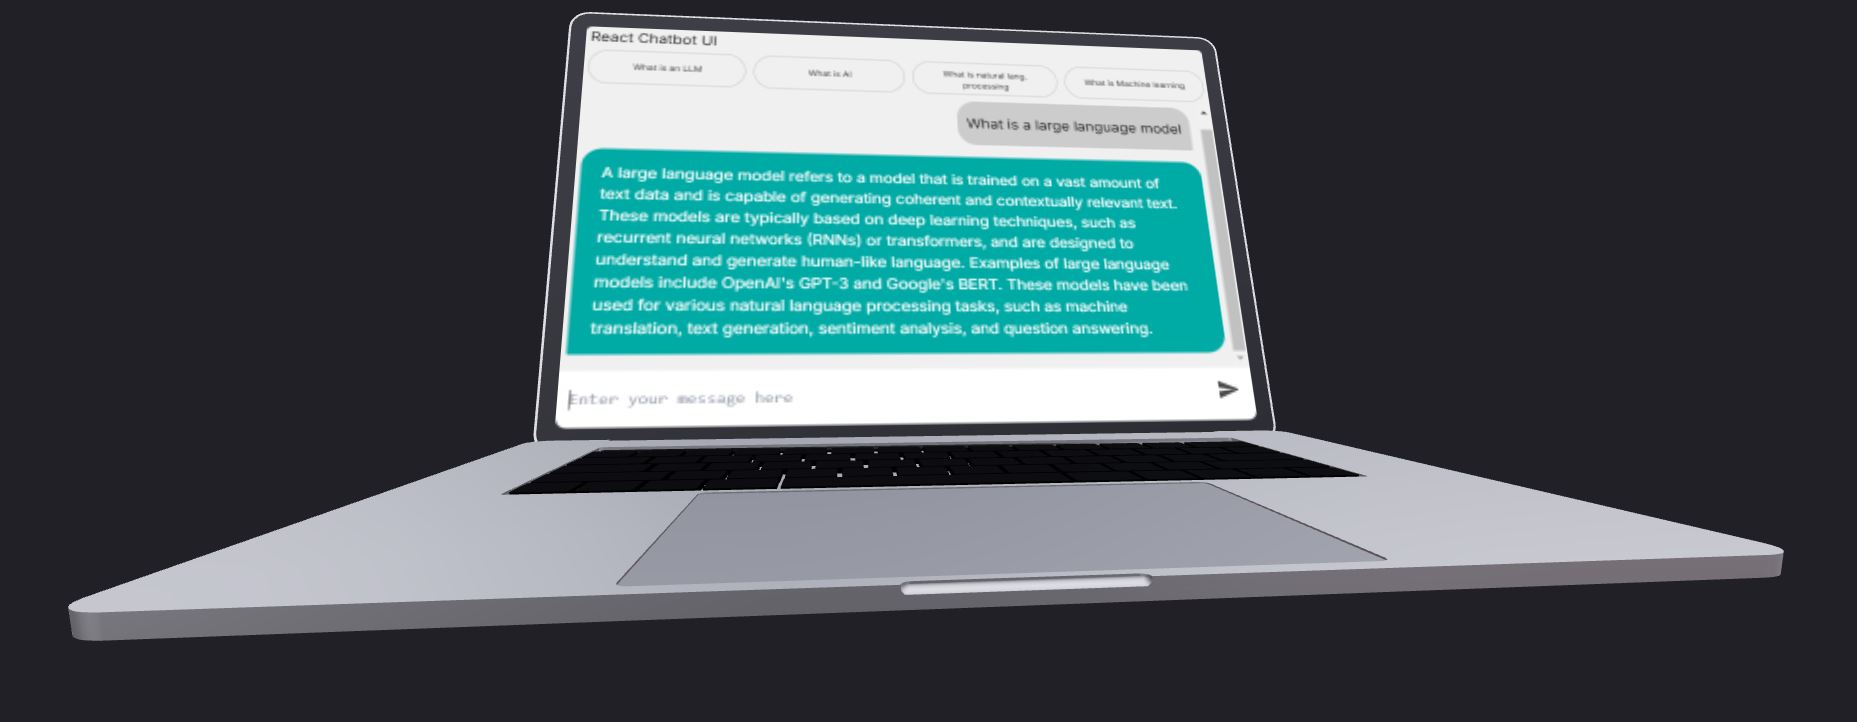 React Chatbot UI
What is an LLM
What is AI
What is natural lang.
processing
What is Machine learning
What is a large language model
A large language model refers to a model that is trained on a vast amount of
text data and is capable of generating coherent and contextually relevant text.
These models are typically based on deep learning techniques, such as
recurrent neural networks (RNNs) or transformers, and are designed to
understand and generate human-like language. Examples of large language
models include OpenAI's GPT-3 and Google's BERT. These models have been
used for various natural language processing tasks, such as machine
translation, text generation, sentiment analysis, and question answering.
Enter your message here